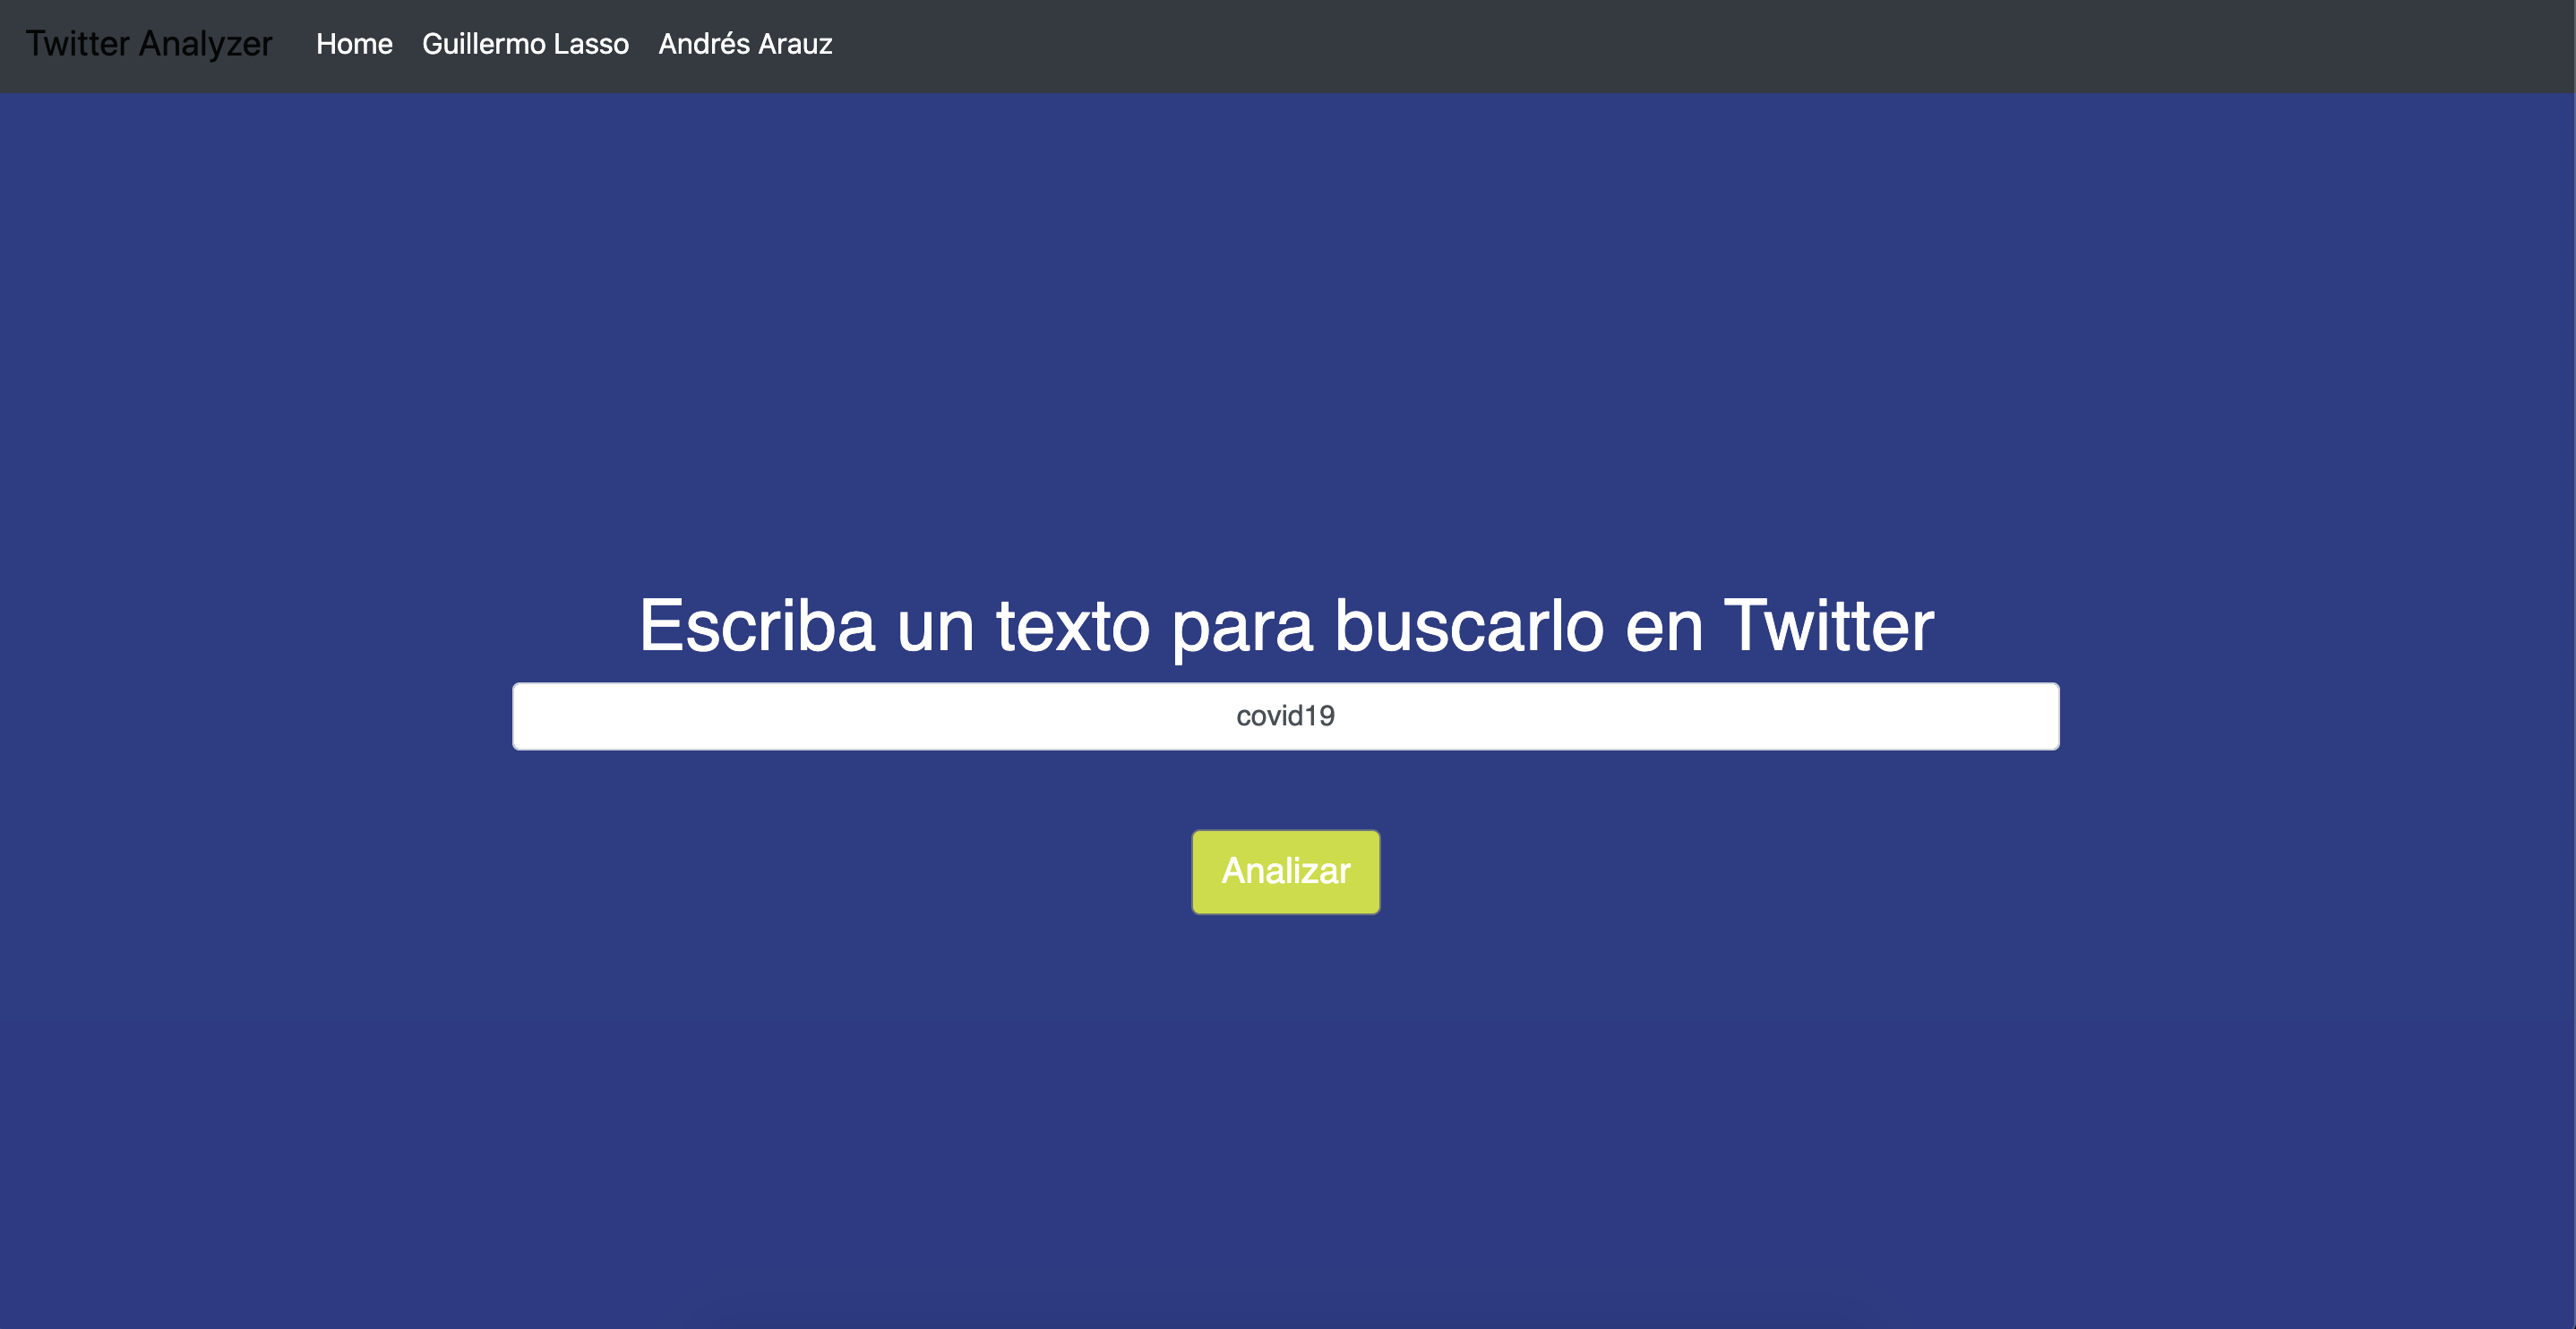 Twitter Analyzer Home Guillermo Lasso Andrés Arauz
Escriba un texto para buscarlo en Twitter
covid19
Analizar